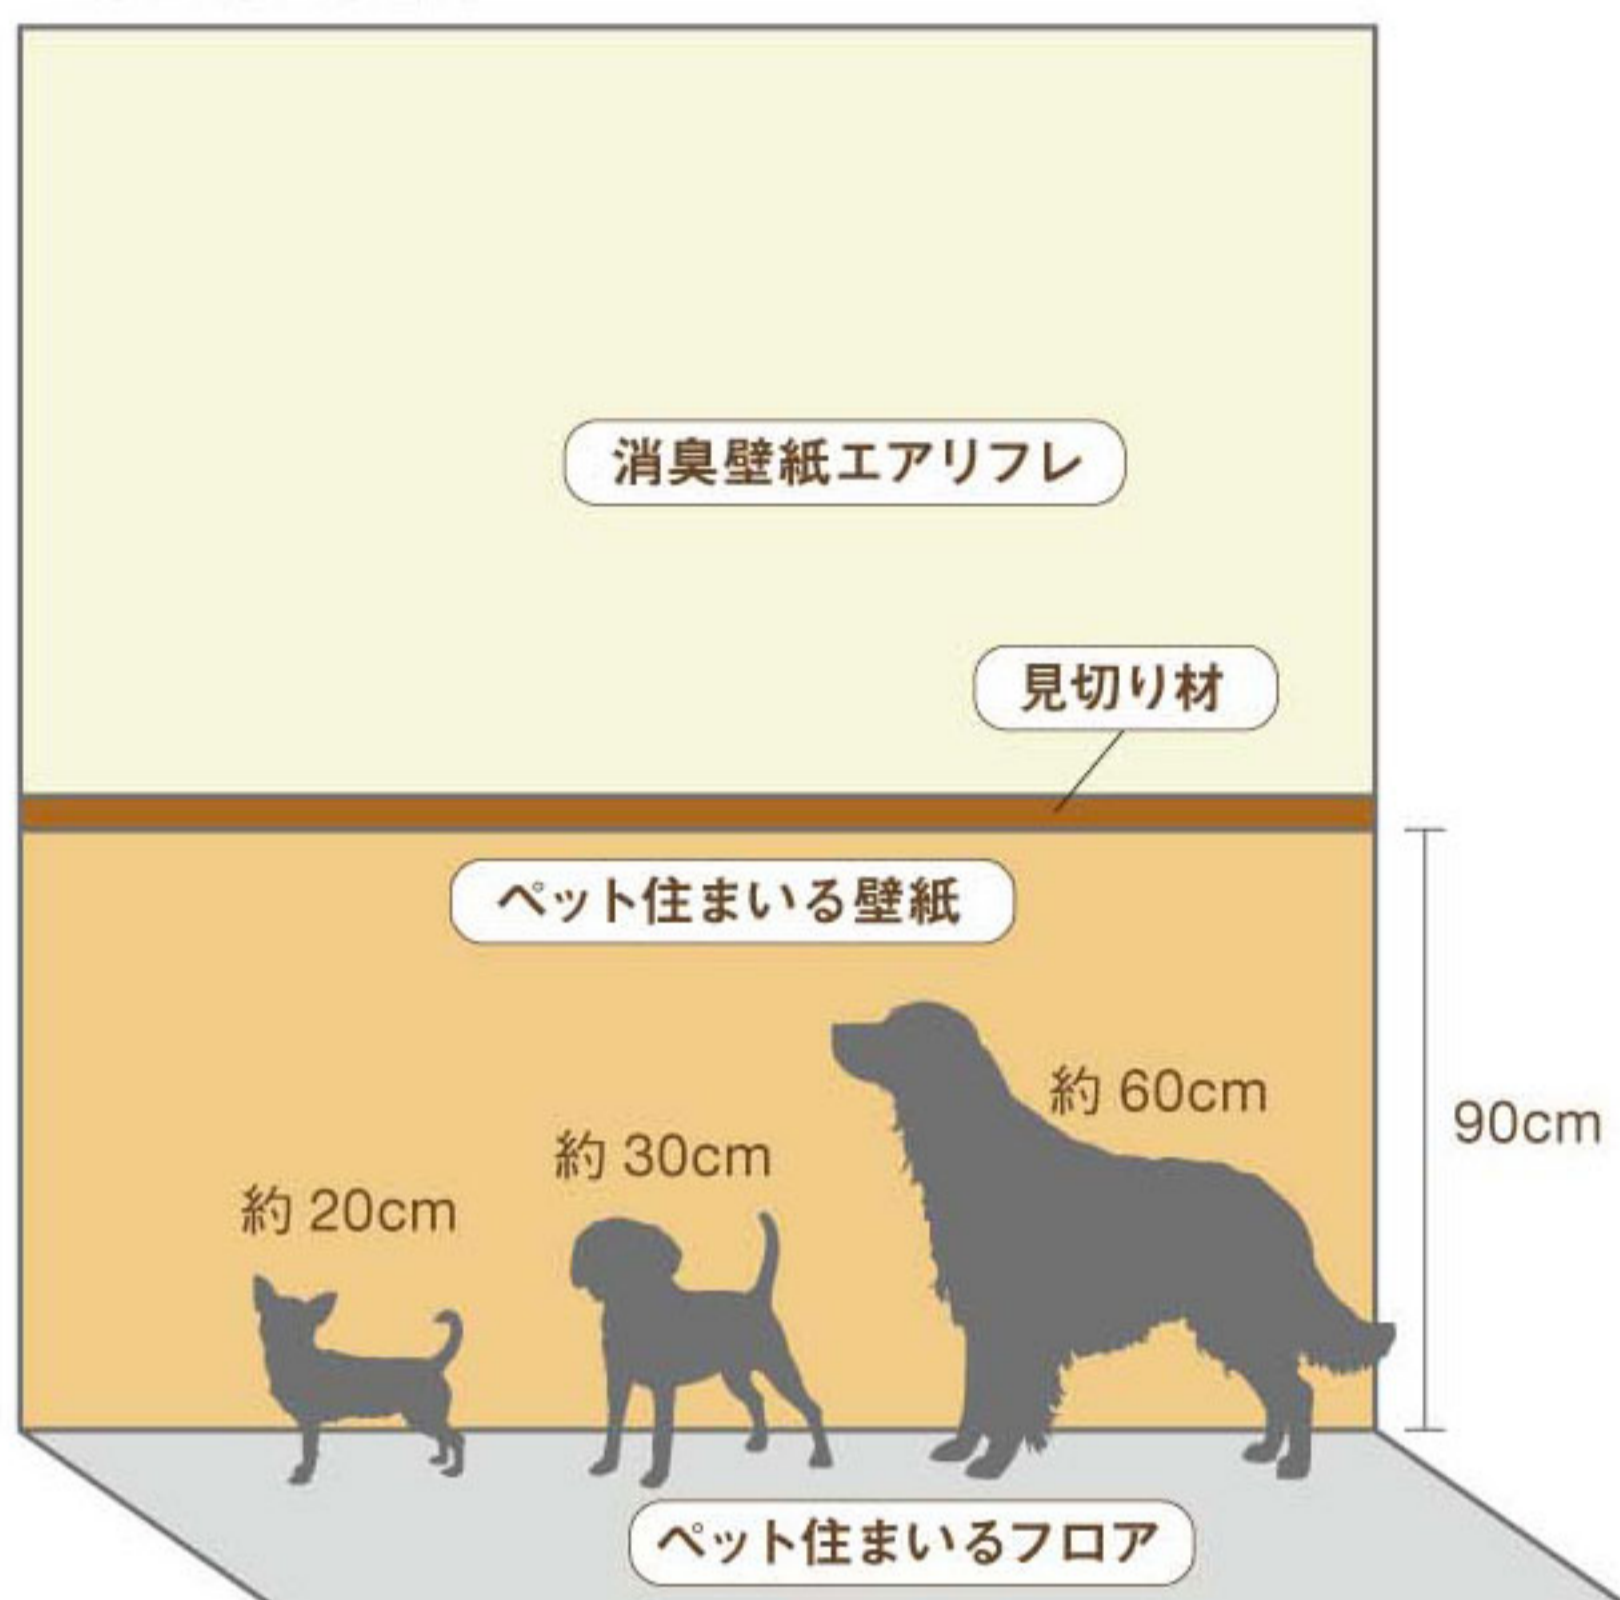 消臭壁紙エアリフレ
見切り材
ペット住まいる壁紙
約 60cm
90cm
約 30cm
約 20cm
ペット住まいるフロア